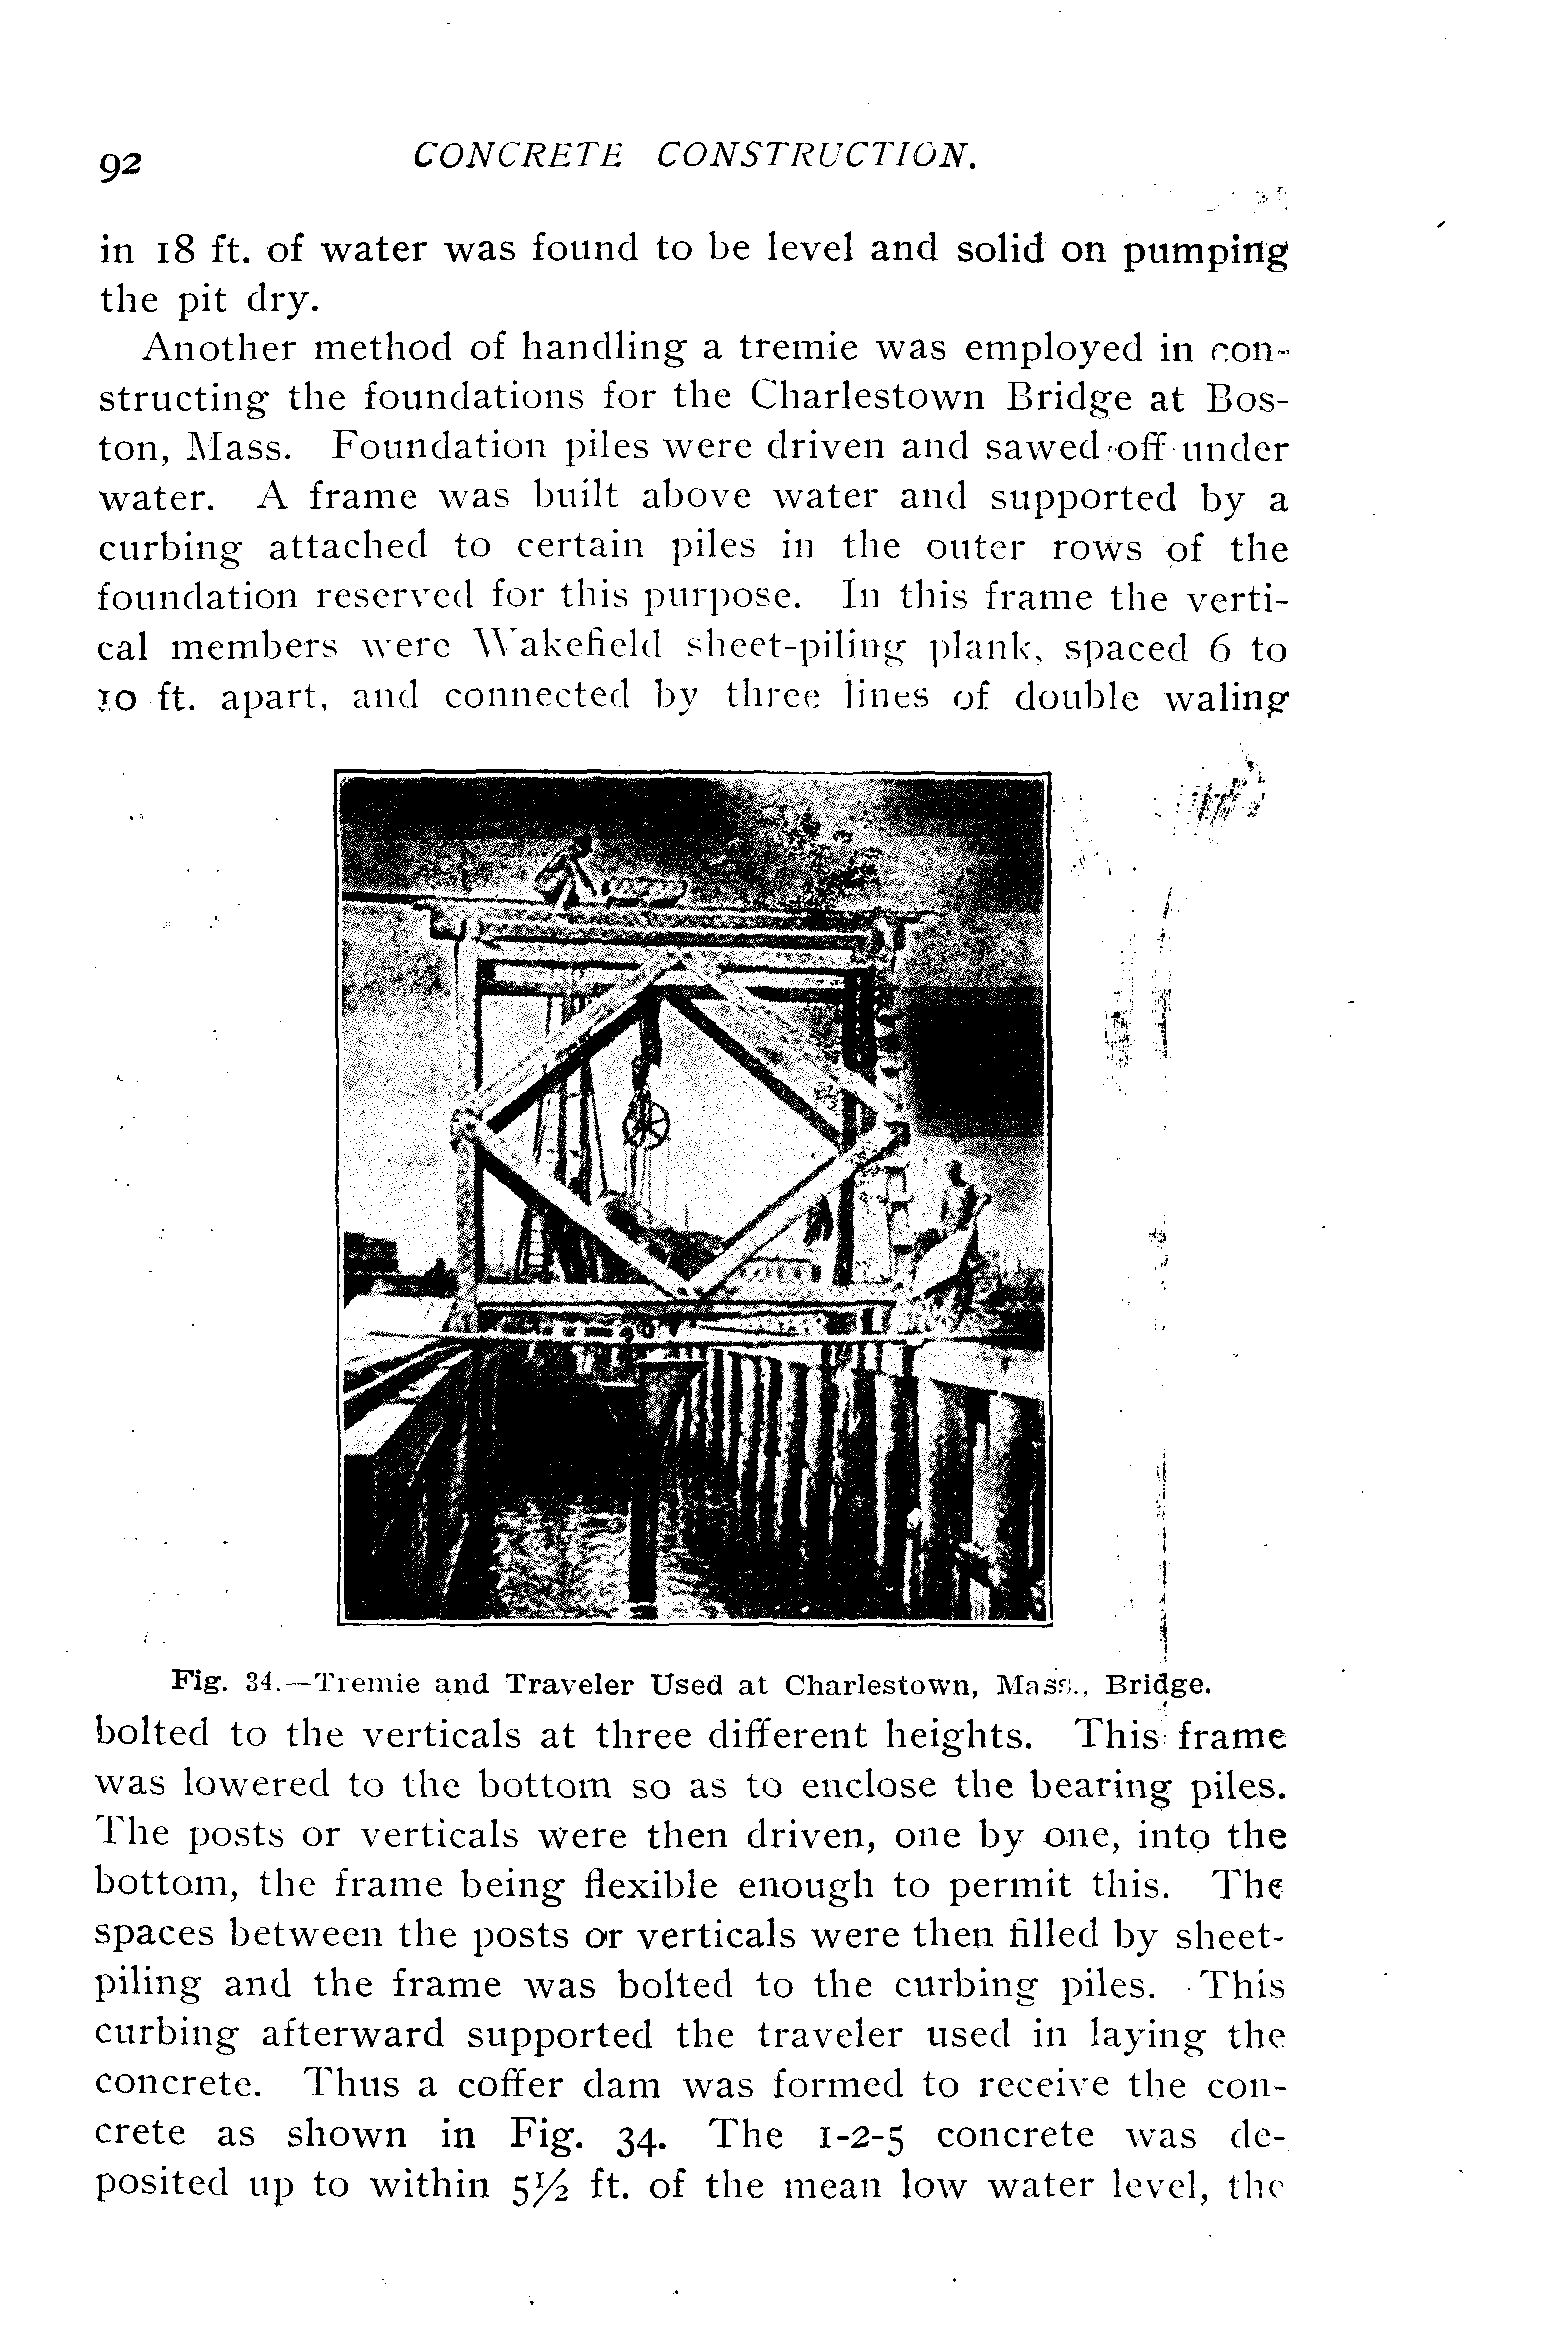 92 CONCRETE CONSTRUCTION.
in 18 ft. of water was found to be level and solid on pumping
the pit dry.
Another method of handling a tremie was employed in con-
structing the foundations for the Charlestown Bridge at Bos-
ton, Mass. Foundation piles were driven and sawed off under
water. A frame was built above water and supported by a
curbing attached to certain piles in the outer rows of the
foundation reserved for this purpose. In this frame the verti-
cal members were Wakefield sheet-piling plank, spaced 6 to
10 ft. apart, and connected by three lines of double waling
Fig. 34.—Tremie and Traveler Used at Charlestown, Mass., Bridge.
bolted to the verticals at three different heights. This frame
was lowered to the bottom so as to enclose the bearing piles.
The posts or verticals were then driven, one by one, into the
bottom, the frame being flexible enough to permit this. The
spaces between the posts or verticals were then filled by sheet-
piling and the frame was bolted to the curbing piles. This
curbing afterward supported the traveler used in laying the
concrete. Thus a coffer dam was formed to receive the con-
crete as shown in Fig. 34. The 1-2-5 concrete was de-
posited up to within 5½ ft. of the mean low water level, the